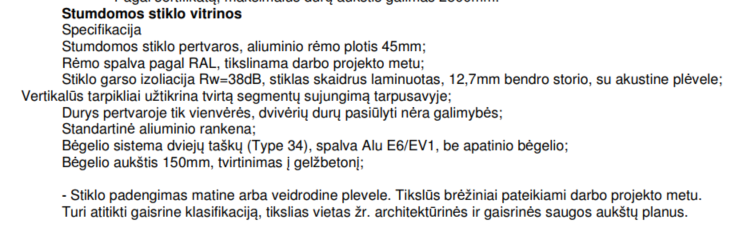 Stumdomos stiklo vitrinos
Specifikacija
Stumdomos stiklo pertvaros, aliuminio rėmo plotis 45mm;
Rėmo spalva pagal RAL, tikslinama darbo projekto metu;
Stiklo garso izoliacija Rw=38dB, stiklas skaidrus laminuotas, 12,7mm bendro storio, su akustine plėvele;
Vertikalūs tarpikliai užtikrina tvirtą segmentų sujungimą tarpusavyje;
Durys pertvaroje tik vienvėrės, dvivėrių durų pasiūlyti nėra galimybės;
Standartinė aliuminio rankena;
Bėgelio sistema dviejų taškų (Type 34), spalva Alu E6/EV1, be apatinio bėgelio;
Bėgelio aukštis 150mm, tvirtinimas į gelžbetonį;
- Stiklo padengimas matine arba veidrodine plevele. Tikslūs brėžiniai pateikiami darbo projekto metu.
Turi atitikti gaisrine klasifikaciją, tikslias vietas žr. architektūrinės ir gaisrinės saugos aukštų planus.